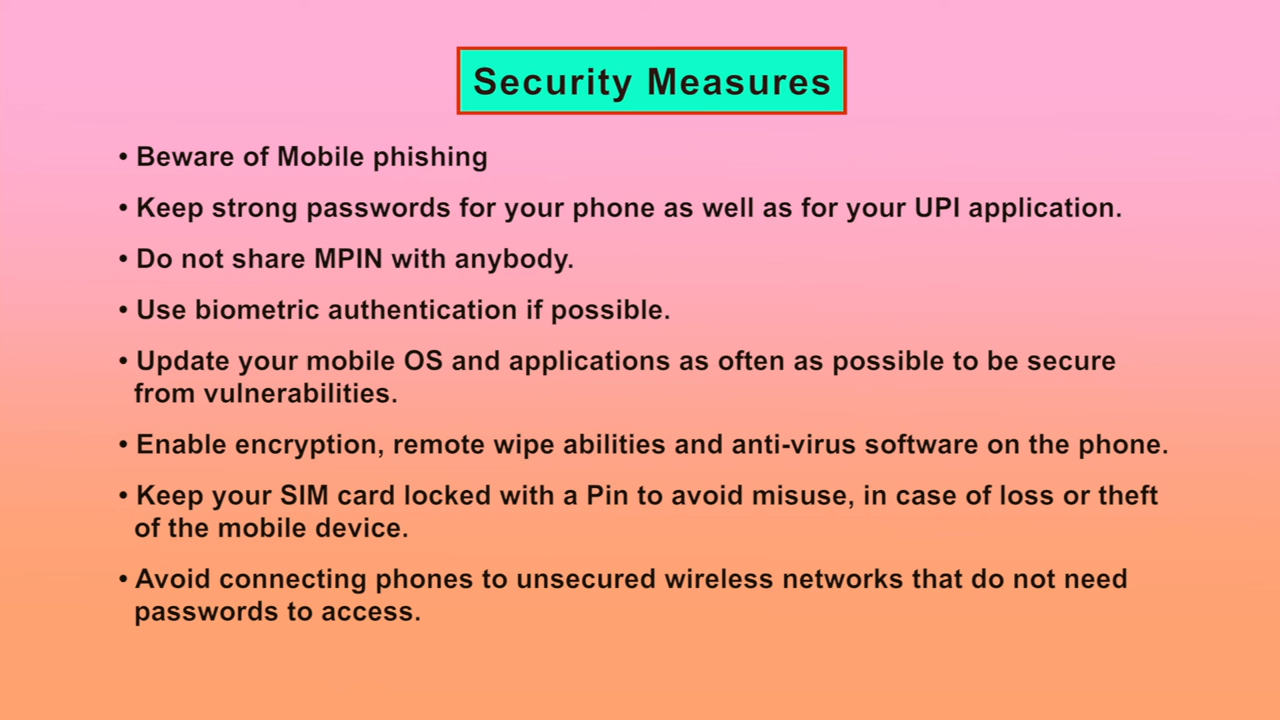 Security Measures
• Beware of Mobile phishing
• Keep strong passwords for your phone as well as for your UPI application.
• Do not share MPIN with anybody.
• Use biometric authentication if possible.
• Update your mobile OS and applications as often as possible to be secure
from vulnerabilities.
• Enable encryption, remote wipe abilities and anti-virus software on the phone.
• Keep your SIM card locked with a Pin to avoid misuse, in case of loss or theft
of the mobile device.
• Avoid connecting phones to unsecured wireless networks that do not need
passwords to access.